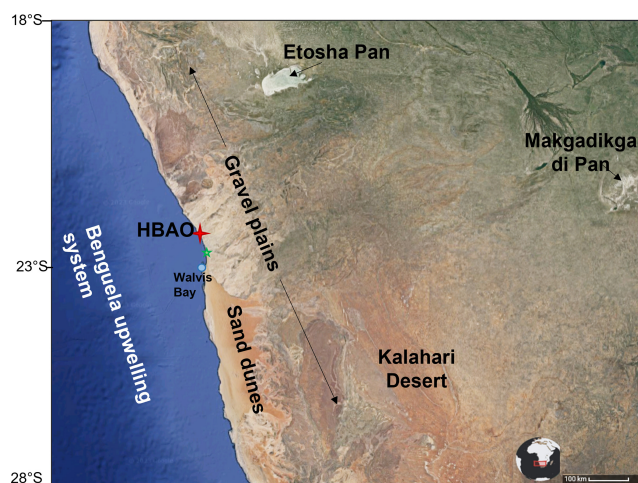 18°S
Etosha Pan
Makgadikga
di Pan
Gravel plains
HBAO
23°S
Walvis
Bay
Benguela upwelling
system
Sand dunes
Kalahari
Desert
28°S
100 km